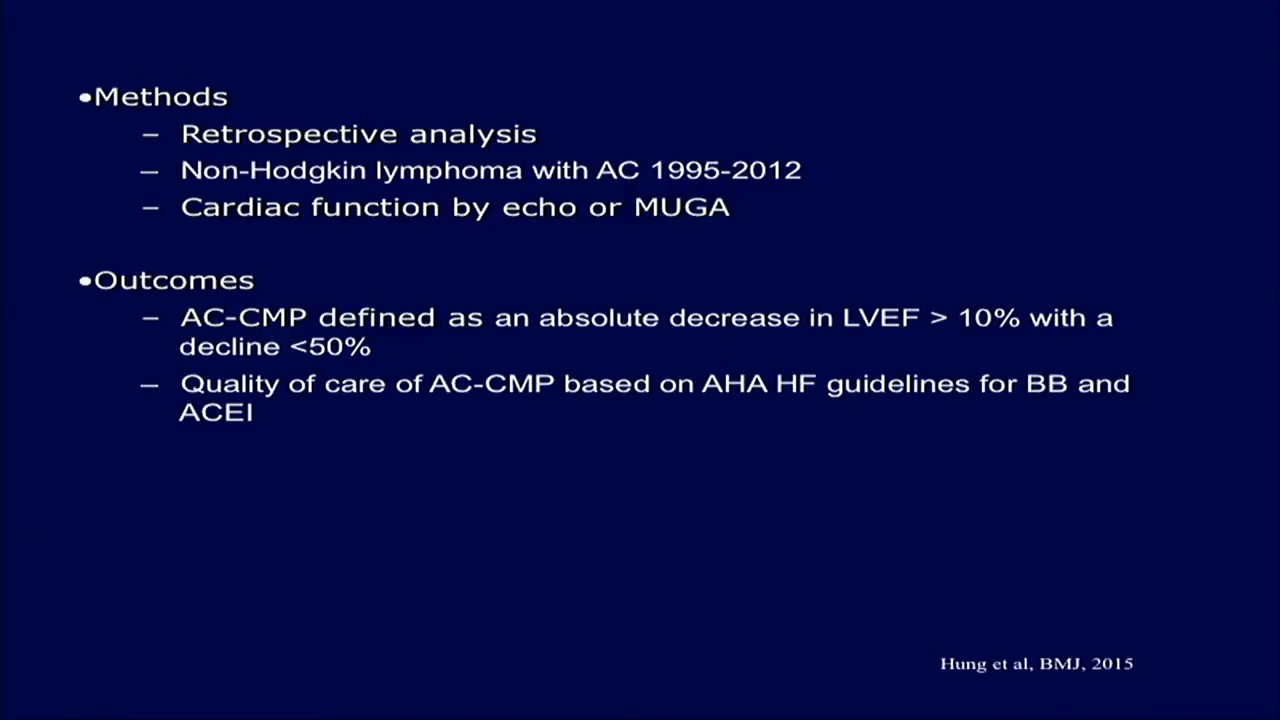 •Methods
– Retrospective analysis
– Non-Hodgkin lymphoma with AC 1995-2012
– Cardiac function by echo or MUGA
•Outcomes
– AC-CMP defined as an absolute decrease in LVEF > 10% with a
decline <50%
– Quality of care of AC-CMP based on AHA HF guidelines for BB and
ACEI
Hung et al, BMJ, 2015